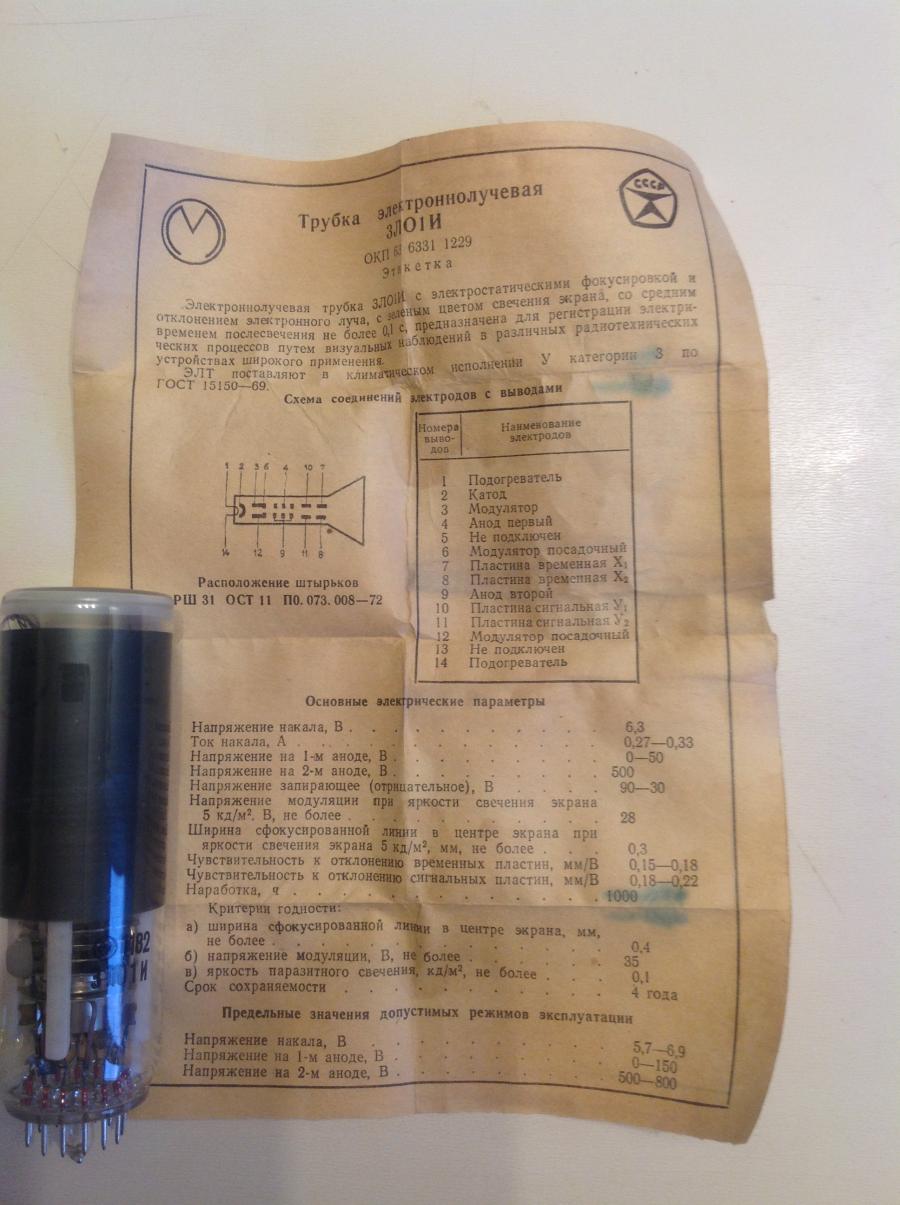 СССР
Трубка электроннолучевая
3ЛО1И
ОКП 63 6331 1229
Этикетка
Электроннолучевая трубка 3ЛО1И с электростатическими фокусировкой и
отклонением электронного луча, с зеленым цветом свечения экрана, со средним
временем послесвечения не более 0,1 с, предназначена для регистрации электри-
ческих процессов путем визуальных наблюдений в различных радиотехнических
устройствах широкого применения.
ЭЛТ поставляют в климатическом исполнении У категории 3 по
ГОСТ 15150—69.
Схема соединений электродов с выводами
Номера выво- дов Наименование электродов
1 Подогреватель
2 Катод
3 Модулятор
4 Анод первый
5 Не подключен
6 Модулятор посадочный
7 Пластина временная X₁
8 Пластина временная X₂
9 Анод второй
10 Пластина сигнальная У₁
11 Пластина сигнальная У₂
12 Модулятор посадочный
13 Не подключен
14 Подогреватель
1 2 3 6 4 10 7
14 12 9 11 8
Расположение штырьков
РШ 31 ОСТ 11 П0.073.008—72
Основные электрические параметры
Напряжение накала, В . . . . . . . . . . 6,3
Ток накала, А . . . . . . . . . . 0,27—0,33
Напряжение на 1-м аноде, В . . . . . . . . 0—50
Напряжение на 2-м аноде, В . . . . . . . . 500
Напряжение запирающее (отрицательное), В . . . . 90—30
Напряжение модуляции при яркости свечения экрана
5 кд/м². В, не более . . . . . . . . . 28
Ширина сфокусированной линии в центре экрана при
яркости свечения экрана 5 кд/м², мм, не более . . . 0,3
Чувствительность к отклонению временных пластин, мм/В 0,15—0,18
Чувствительность к отклонению сигнальных пластин, мм/В 0,18—0,22
Наработка, ч . . . . . . . . . . 1000
Критерии годности:
а) ширина сфокусированной линии в центре экрана, мм,
не более . . . . . . . . . . 0,4
б) напряжение модуляции, В, не более . . . . . 35
в) яркость паразитного свечения, кд/м², не более . . . 0,1
Срок сохраняемости . . . . . . . . . 4 года
Предельные значения допустимых режимов эксплуатации
Напряжение накала, В . . . . . . . . . 5,7—6,9
Напряжение на 1-м аноде, В . . . . . . . . 0—150
Напряжение на 2-м аноде, В . . . . . . . . 500—800